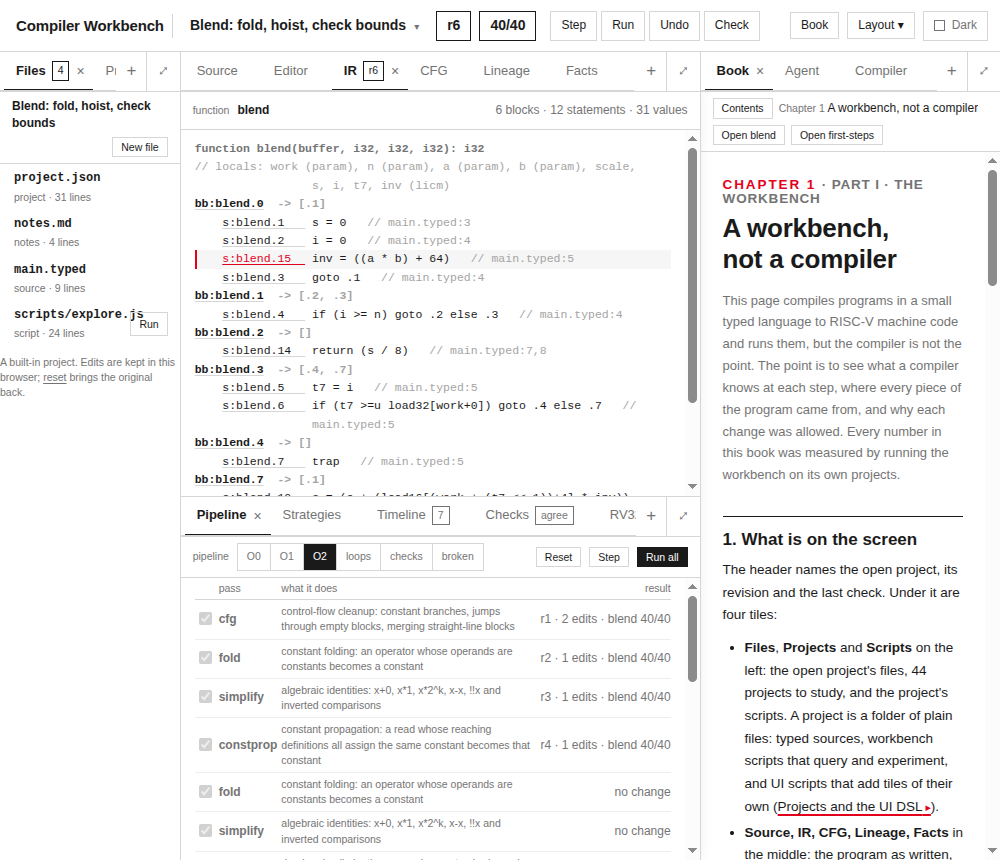 Compiler Workbench
Blend: fold, hoist, check bounds ▾
r6
40/40
Step
Run
Undo
Check
Book
Layout ▾
Dark
Files 4 × +
Source Editor IR r6 × CFG Lineage Facts +
Book × Agent Compiler +
Blend: fold, hoist, check
bounds
New file
project.json
project · 31 lines
notes.md
notes · 4 lines
main.typed
source · 9 lines
scripts/explore.js
script · 24 lines
Run
A built-in project. Edits are kept in this
browser; reset brings the original
back.
function blend
6 blocks · 12 statements · 31 values
function blend(buffer, i32, i32, i32): i32
// locals: work (param), n (param), a (param), b (param), scale,
s, i, t7, inv (licm)
bb:blend.0 -> [.1]
s:blend.1 s = 0 // main.typed:3
s:blend.2 i = 0 // main.typed:4
s:blend.15 inv = ((a * b) + 64) // main.typed:5
s:blend.3 goto .1 // main.typed:4
bb:blend.1 -> [.2, .3]
s:blend.4 if (i >= n) goto .2 else .3 // main.typed:4
bb:blend.2 -> []
s:blend.14 return (s / 8) // main.typed:7,8
bb:blend.3 -> [.4, .7]
s:blend.5 t7 = i // main.typed:5
s:blend.6 if (t7 >=u load32[work+0]) goto .4 else .7 //
main.typed:5
bb:blend.4 -> []
s:blend.7 trap // main.typed:5
bb:blend.7 -> [.1]
Pipeline × Strategies Timeline 7 Checks agree RV32 +
pipeline O0 O1 O2 loops checks broken
Reset
Step
Run all
pass what it does result
cfg control-flow cleanup: constant branches, jumps
through empty blocks, merging straight-line blocks
r1 · 2 edits · blend 40/40
fold constant folding: an operator whose operands are
constants becomes a constant
r2 · 1 edits · blend 40/40
simplify algebraic identities: x+0, x*1, x*2^k, x-x, !!x and
inverted comparisons
r3 · 1 edits · blend 40/40
constprop constant propagation: a read whose reaching
definitions all assign the same constant becomes that
constant
r4 · 1 edits · blend 40/40
fold constant folding: an operator whose operands are
constants becomes a constant
no change
simplify algebraic identities: x+0, x*1, x*2^k, x-x, !!x and
inverted comparisons
no change
Contents Chapter 1 A workbench, not a compiler
Open blend
Open first-steps
CHAPTER 1 · PART I · THE
WORKBENCH
A workbench,
not a compiler
This page compiles programs in a small
typed language to RISC-V machine code
and runs them, but the compiler is not the
point. The point is to see what a compiler
knows at each step, where every piece of
the program came from, and why each
change was allowed. Every number in
this book was measured by running the
workbench on its own projects.
1. What is on the screen
The header names the open project, its
revision and the last check. Under it are
four tiles:
• Files, Projects and Scripts on the
left: the open project's files, 44
projects to study, and the project's
scripts. A project is a folder of plain
files: typed sources, workbench
scripts that query and experiment,
and UI scripts that add tiles of their
own (Projects and the UI DSL ▸).
• Source, IR, CFG, Lineage, Facts in
the middle: the program as written,